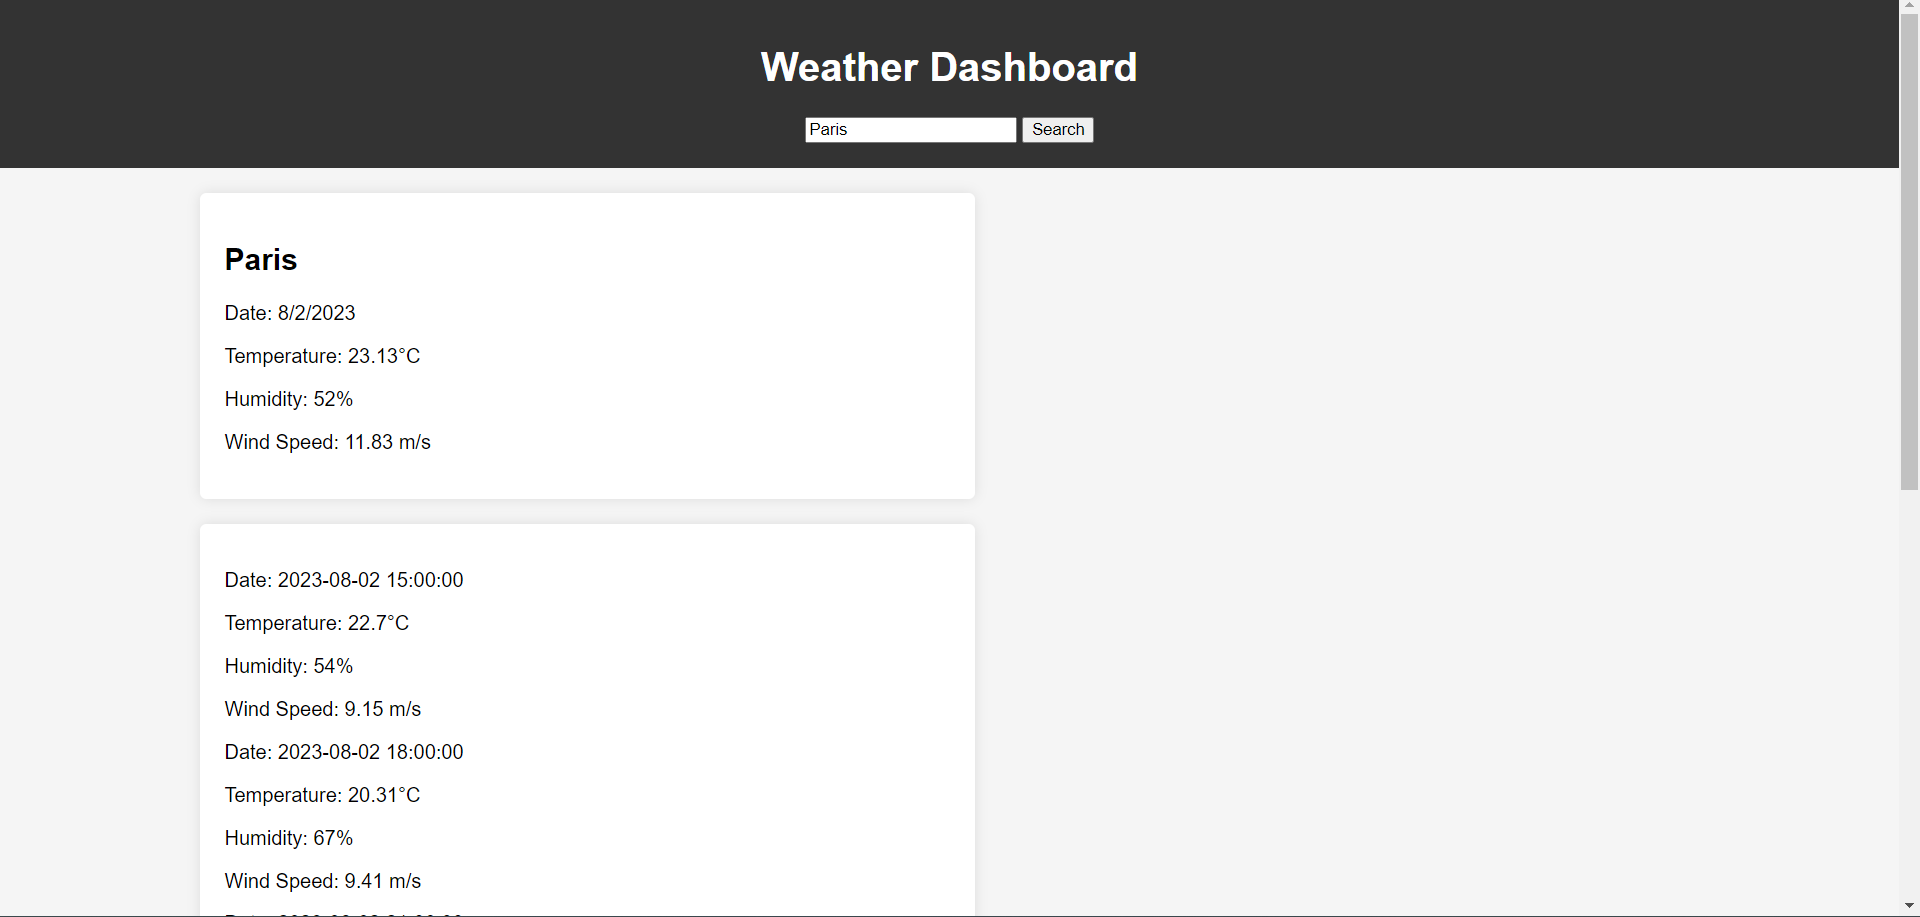 Weather Dashboard
Paris Search
Paris
Date: 8/2/2023
Temperature: 23.13°C
Humidity: 52%
Wind Speed: 11.83 m/s
Date: 2023-08-02 15:00:00
Temperature: 22.7°C
Humidity: 54%
Wind Speed: 9.15 m/s
Date: 2023-08-02 18:00:00
Temperature: 20.31°C
Humidity: 67%
Wind Speed: 9.41 m/s